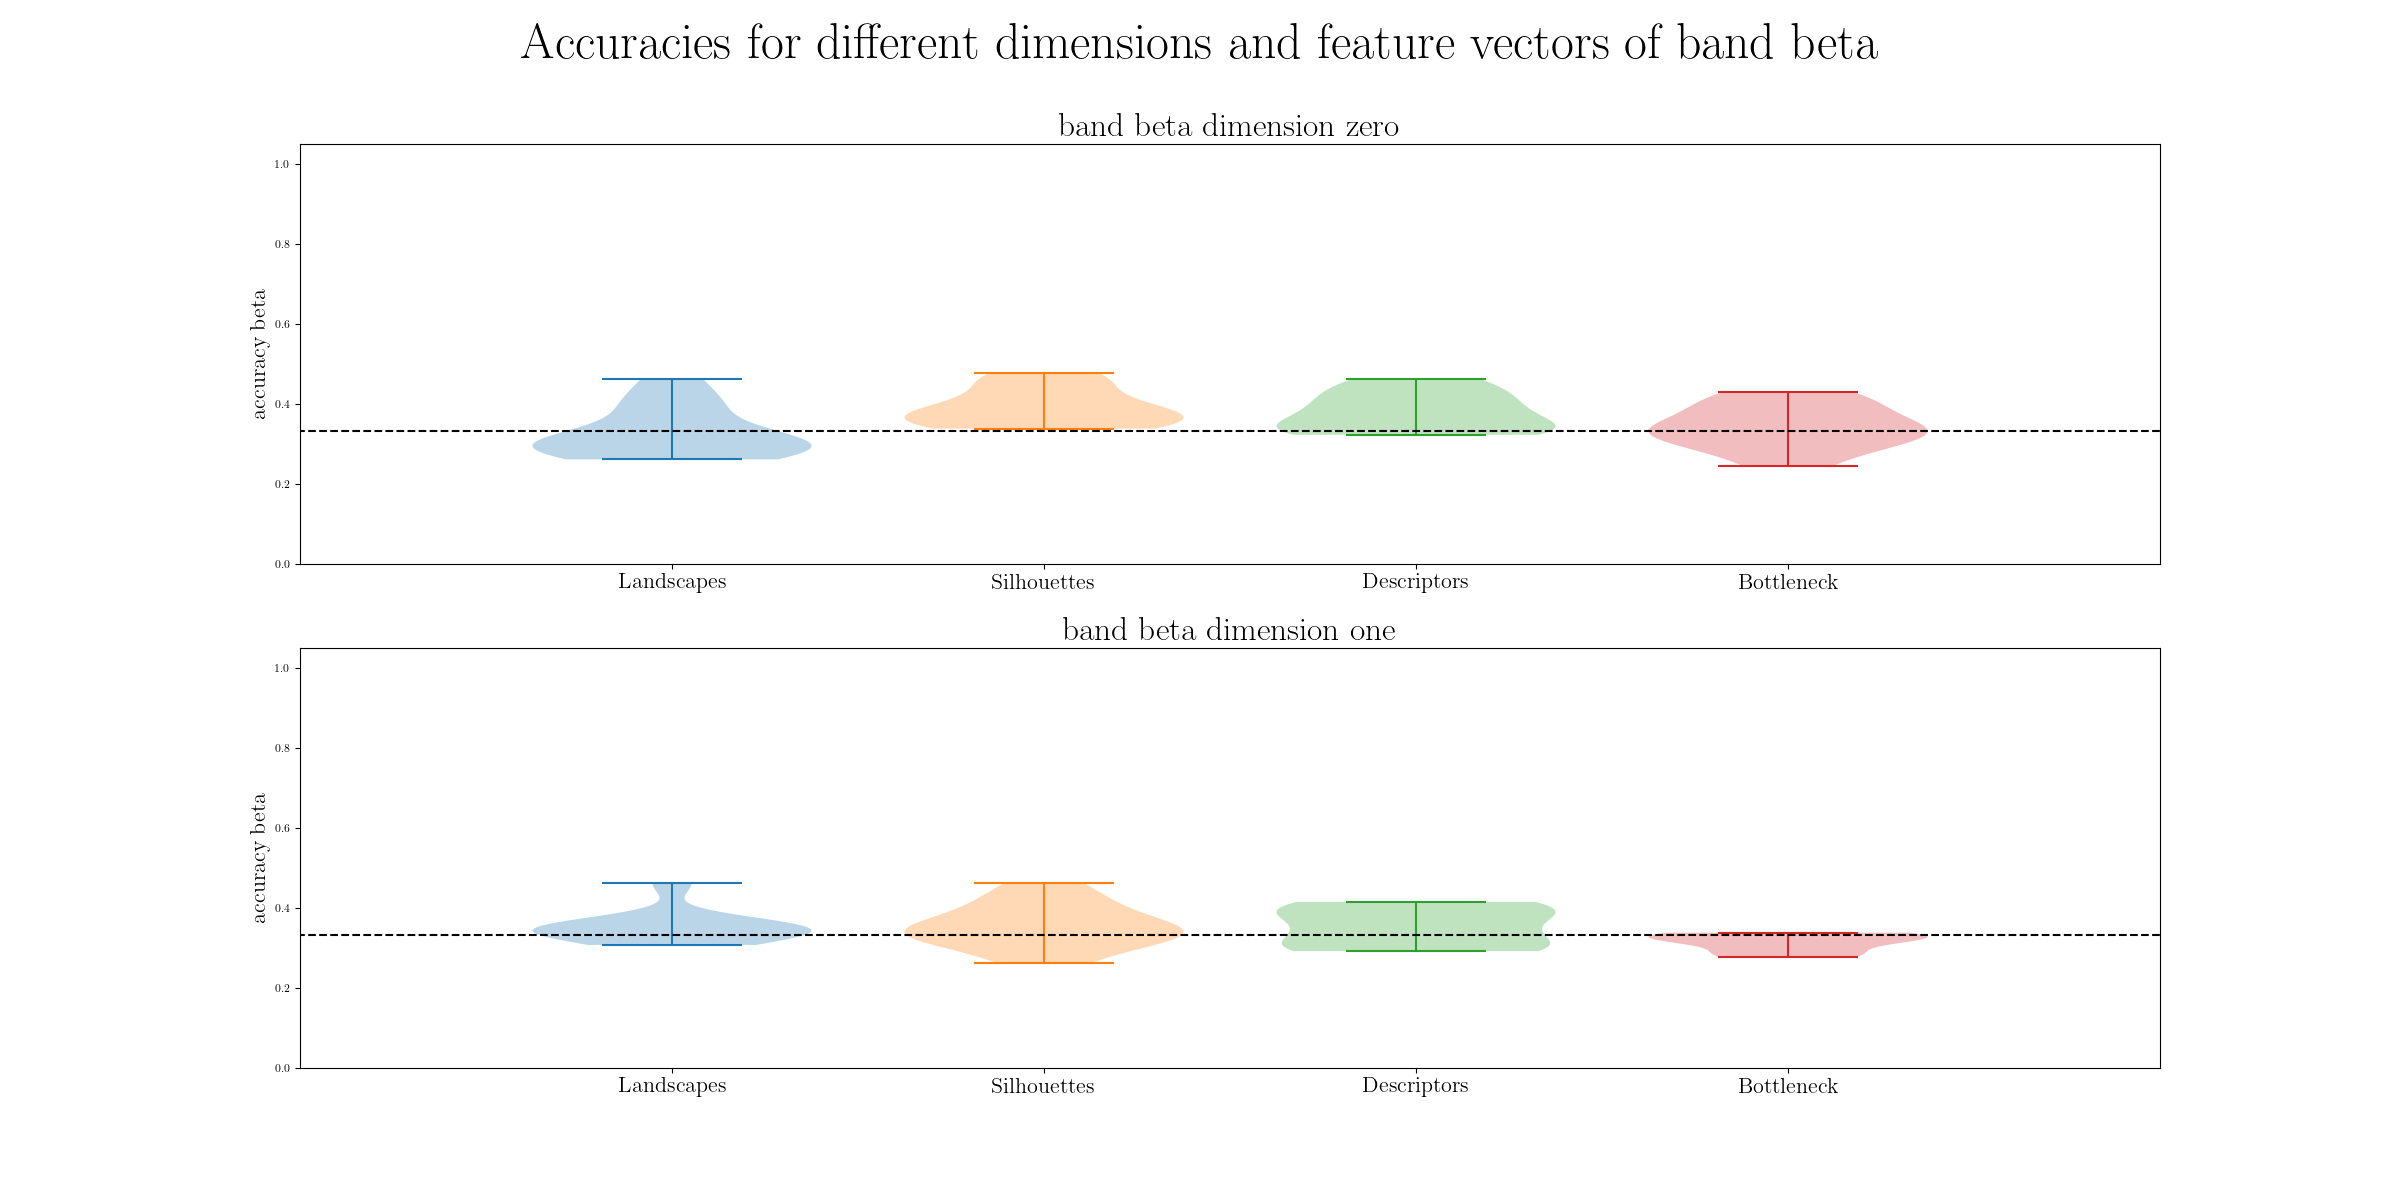 Accuracies for different dimensions and feature vectors of band beta
band beta dimension zero
1.0
0.8
0.6
0.4
0.2
0.0
accuracy beta
Landscapes Silhouettes Descriptors Bottleneck
band beta dimension one
1.0
0.8
0.6
0.4
0.2
0.0
accuracy beta
Landscapes Silhouettes Descriptors Bottleneck